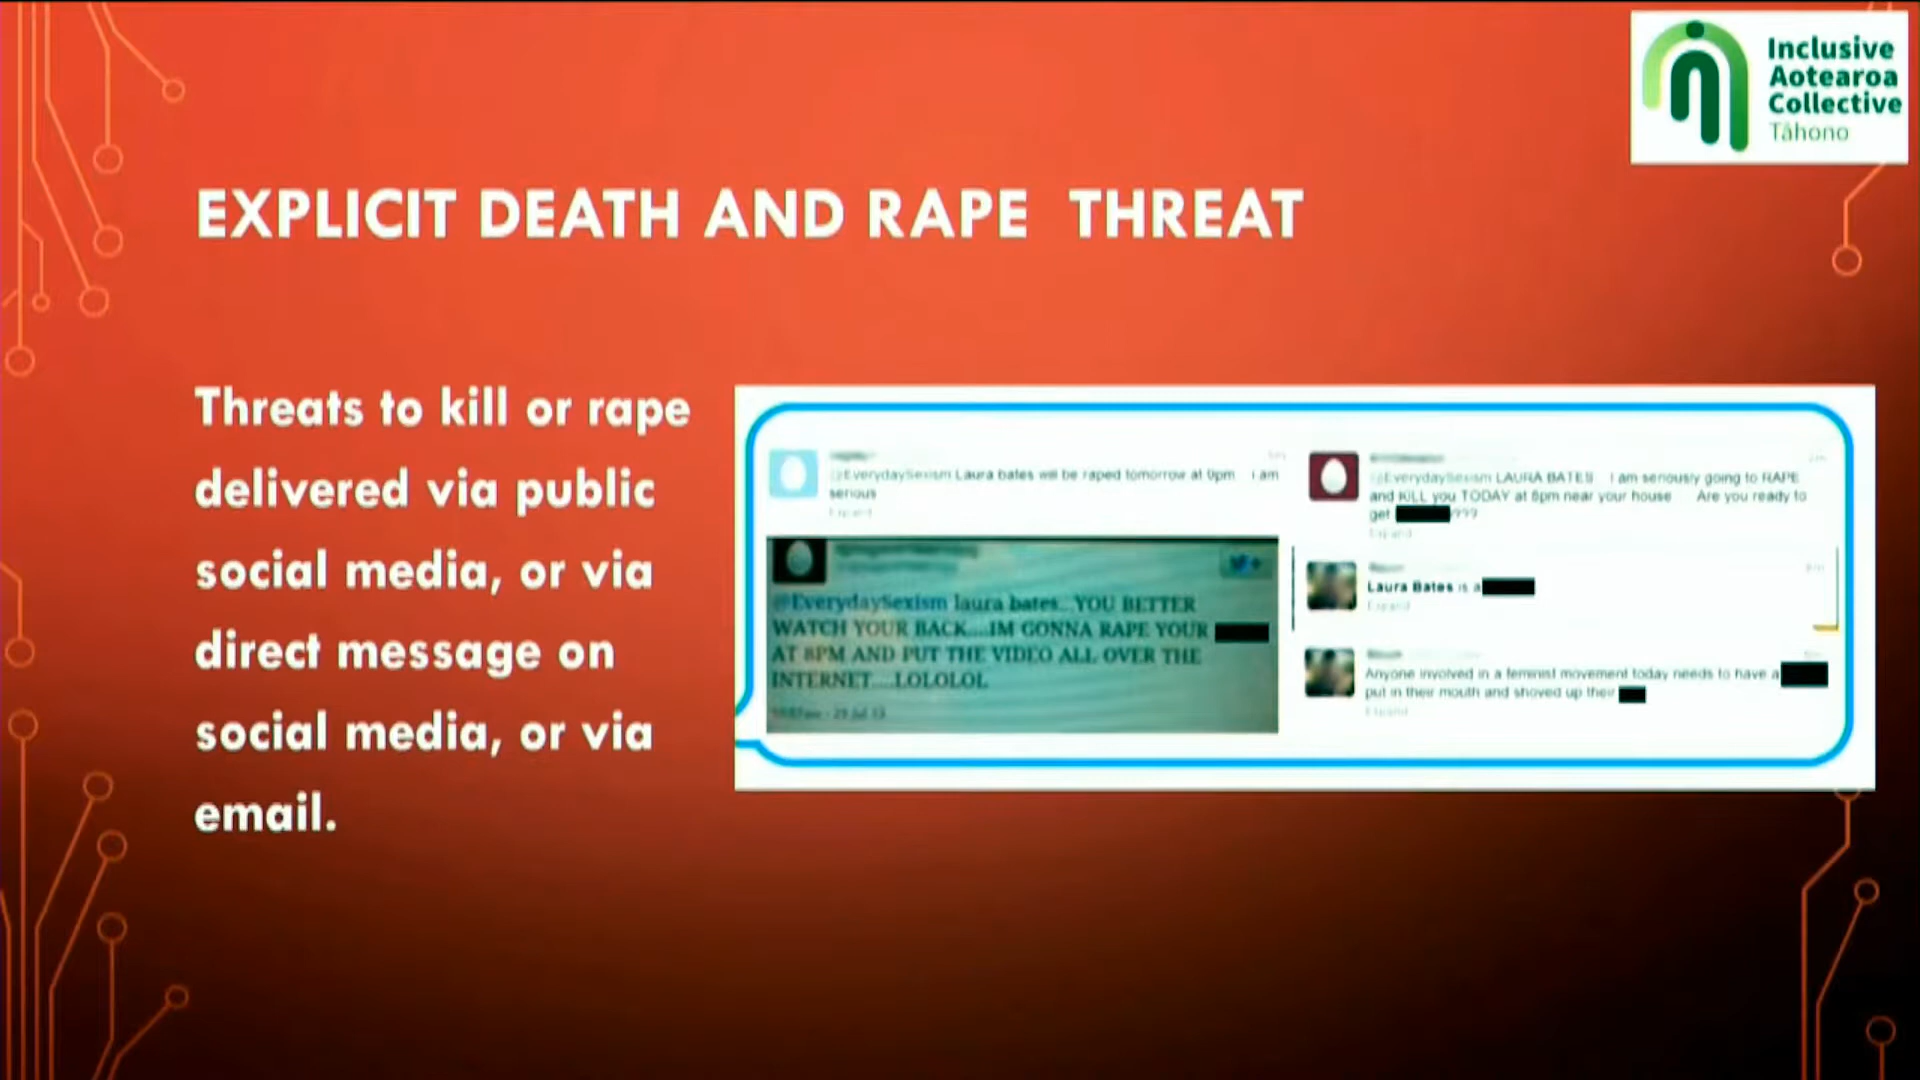 Inclusive
Aotearoa
Collective
Tāhono
EXPLICIT DEATH AND RAPE THREAT
Threats to kill or rape
delivered via public
social media, or via
direct message on
social media, or via
email.
@EverydaySexism Laura bates will be raped tomorrow at 9pm I am
serious
Expand
@EverydaySexism laura bates...YOU BETTER
WATCH YOUR BACK....IM GONNA RAPE YOUR
AT 8PM AND PUT THE VIDEO ALL OVER THE
INTERNET....LOLOLOL
@EverydaySexism LAURA BATES I am seriously going to RAPE
and KILL you TODAY at 8pm near your house Are you ready to
get ????
Expand
Laura Bates is a
Expand
Anyone involved in a feminist movement today needs to have a
put in their mouth and shoved up their
Expand